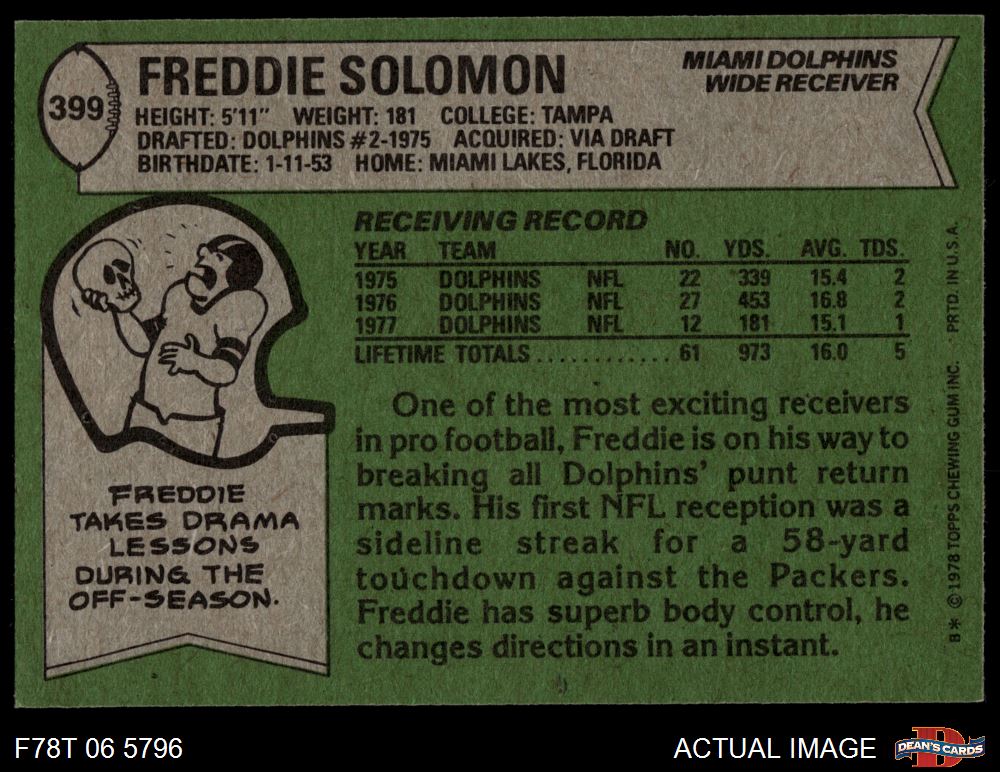 399
FREDDIE SOLOMON
MIAMI DOLPHINS
WIDE RECEIVER
HEIGHT: 5'11" WEIGHT: 181 COLLEGE: TAMPA
DRAFTED: DOLPHINS #2-1975 ACQUIRED: VIA DRAFT
BIRTHDATE: 1-11-53 HOME: MIAMI LAKES, FLORIDA
RECEIVING RECORD
YEAR TEAM NO. YDS. AVG. TDS.
1975 DOLPHINS NFL 22 339 15.4 2
1976 DOLPHINS NFL 27 453 16.8 2
1977 DOLPHINS NFL 12 181 15.1 1
LIFETIME TOTALS............ 61 973 16.0 5
One of the most exciting receivers
in pro football, Freddie is on his way to
breaking all Dolphins' punt return
marks. His first NFL reception was a
sideline streak for a 58-yard
touchdown against the Packers.
Freddie has superb body control, he
changes directions in an instant.
FREDDIE
TAKES DRAMA
LESSONS
DURING THE
OFF-SEASON.
B* © 1978 TOPPS CHEWING GUM INC. PRTD. IN U.S.A.
F78T 06 5796
ACTUAL IMAGE
D
DEAN'S CARDS